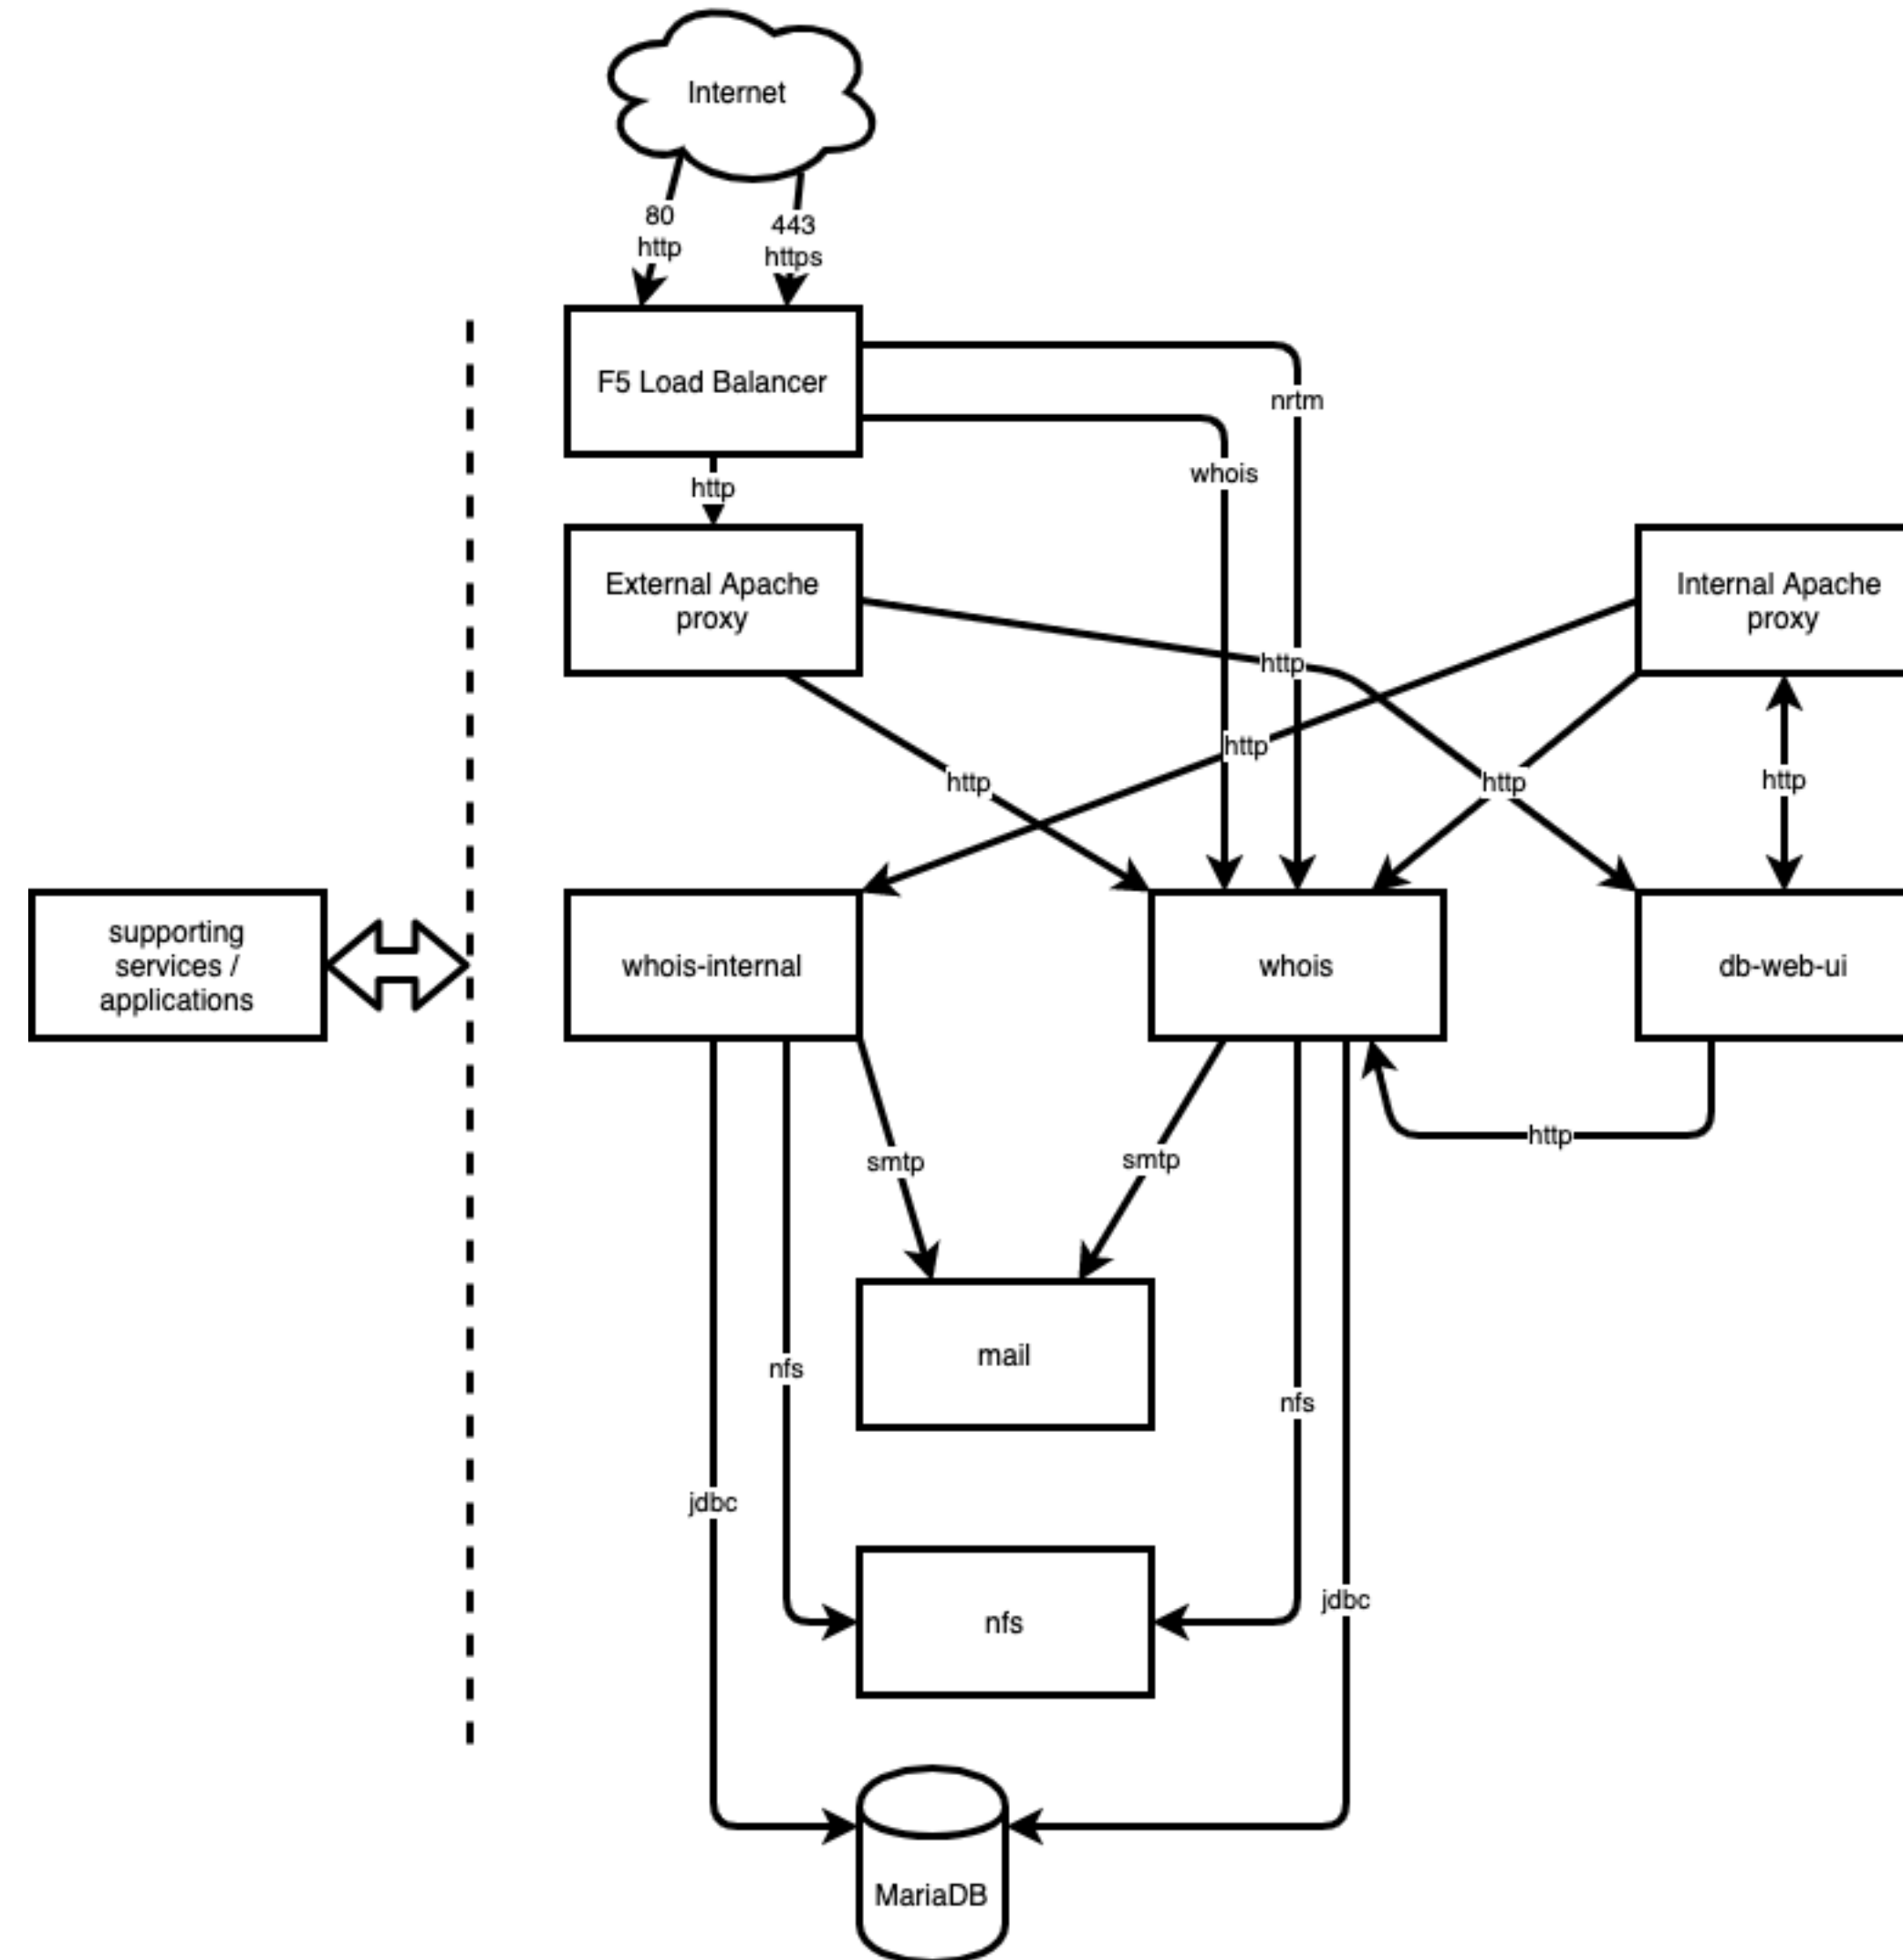 Internet
80
http
443
https
F5 Load Balancer
nrtm
whois
http
External Apache
proxy
Internal Apache
proxy
http
http
http
http
http
supporting
services /
applications
whois-internal
whois
db-web-ui
http
smtp
smtp
mail
nfs
nfs
jdbc
jdbc
nfs
MariaDB